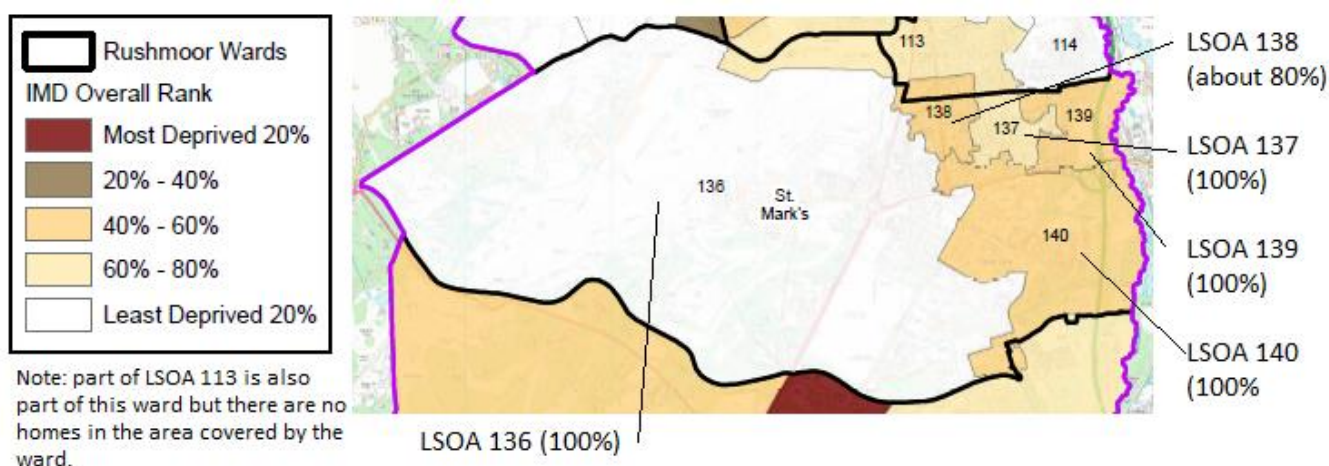 Rushmoor Wards
IMD Overall Rank
Most Deprived 20%
20% - 40%
40% - 60%
60% - 80%
Least Deprived 20%
Note: part of LSOA 113 is also
part of this ward but there are no
homes in the area covered by the
ward.
113
114
138
139
137
136
St.
Mark's
140
LSOA 138
(about 80%)
LSOA 137
(100%)
LSOA 139
(100%)
LSOA 140
(100%
LSOA 136 (100%)